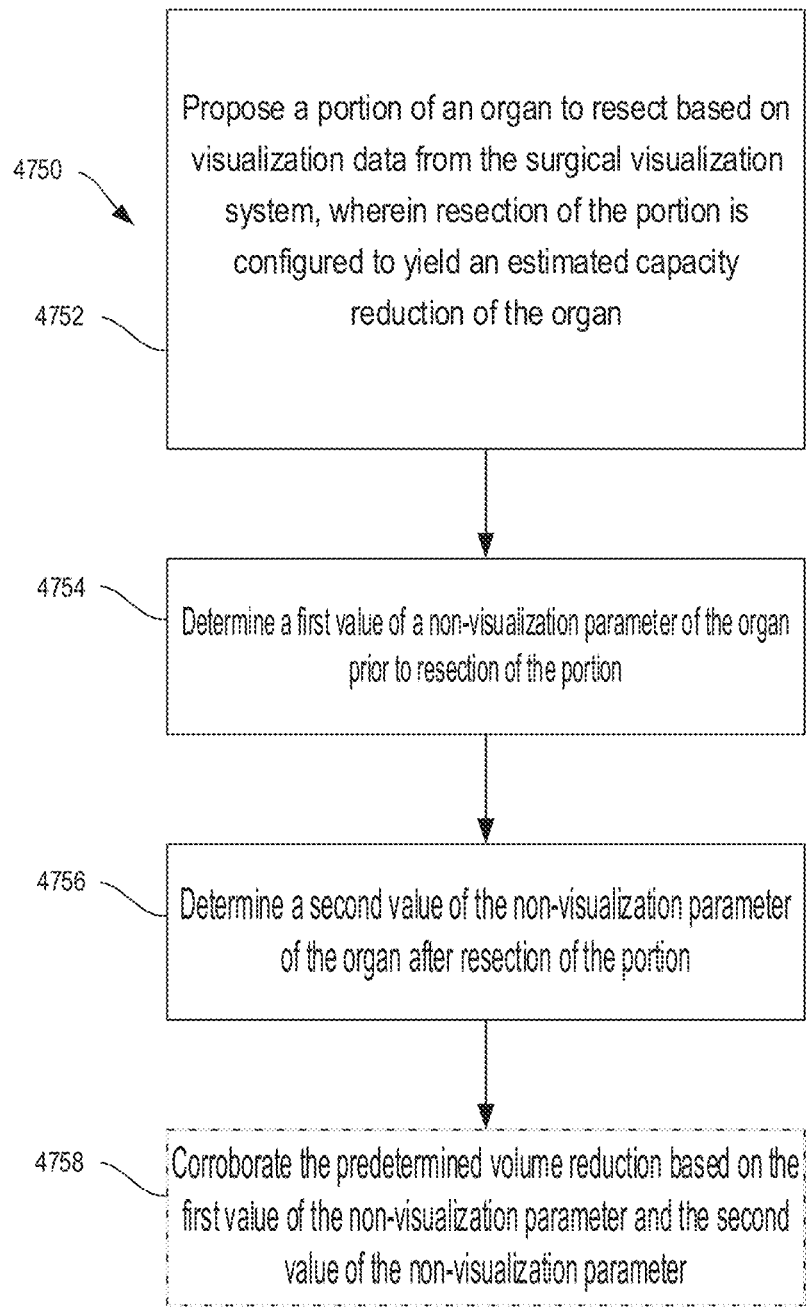 4750
Propose a portion of an organ to resect based on
visualization data from the surgical visualization
system, wherein resection of the portion is
configured to yield an estimated capacity
reduction of the organ
4752
4754
Determine a first value of a non-visualization parameter of the organ
prior to resection of the portion
4756
Determine a second value of the non-visualization parameter
of the organ after resection of the portion
4758
Corroborate the predetermined volume reduction based on the
first value of the non-visualization parameter and the second
value of the non-visualization parameter